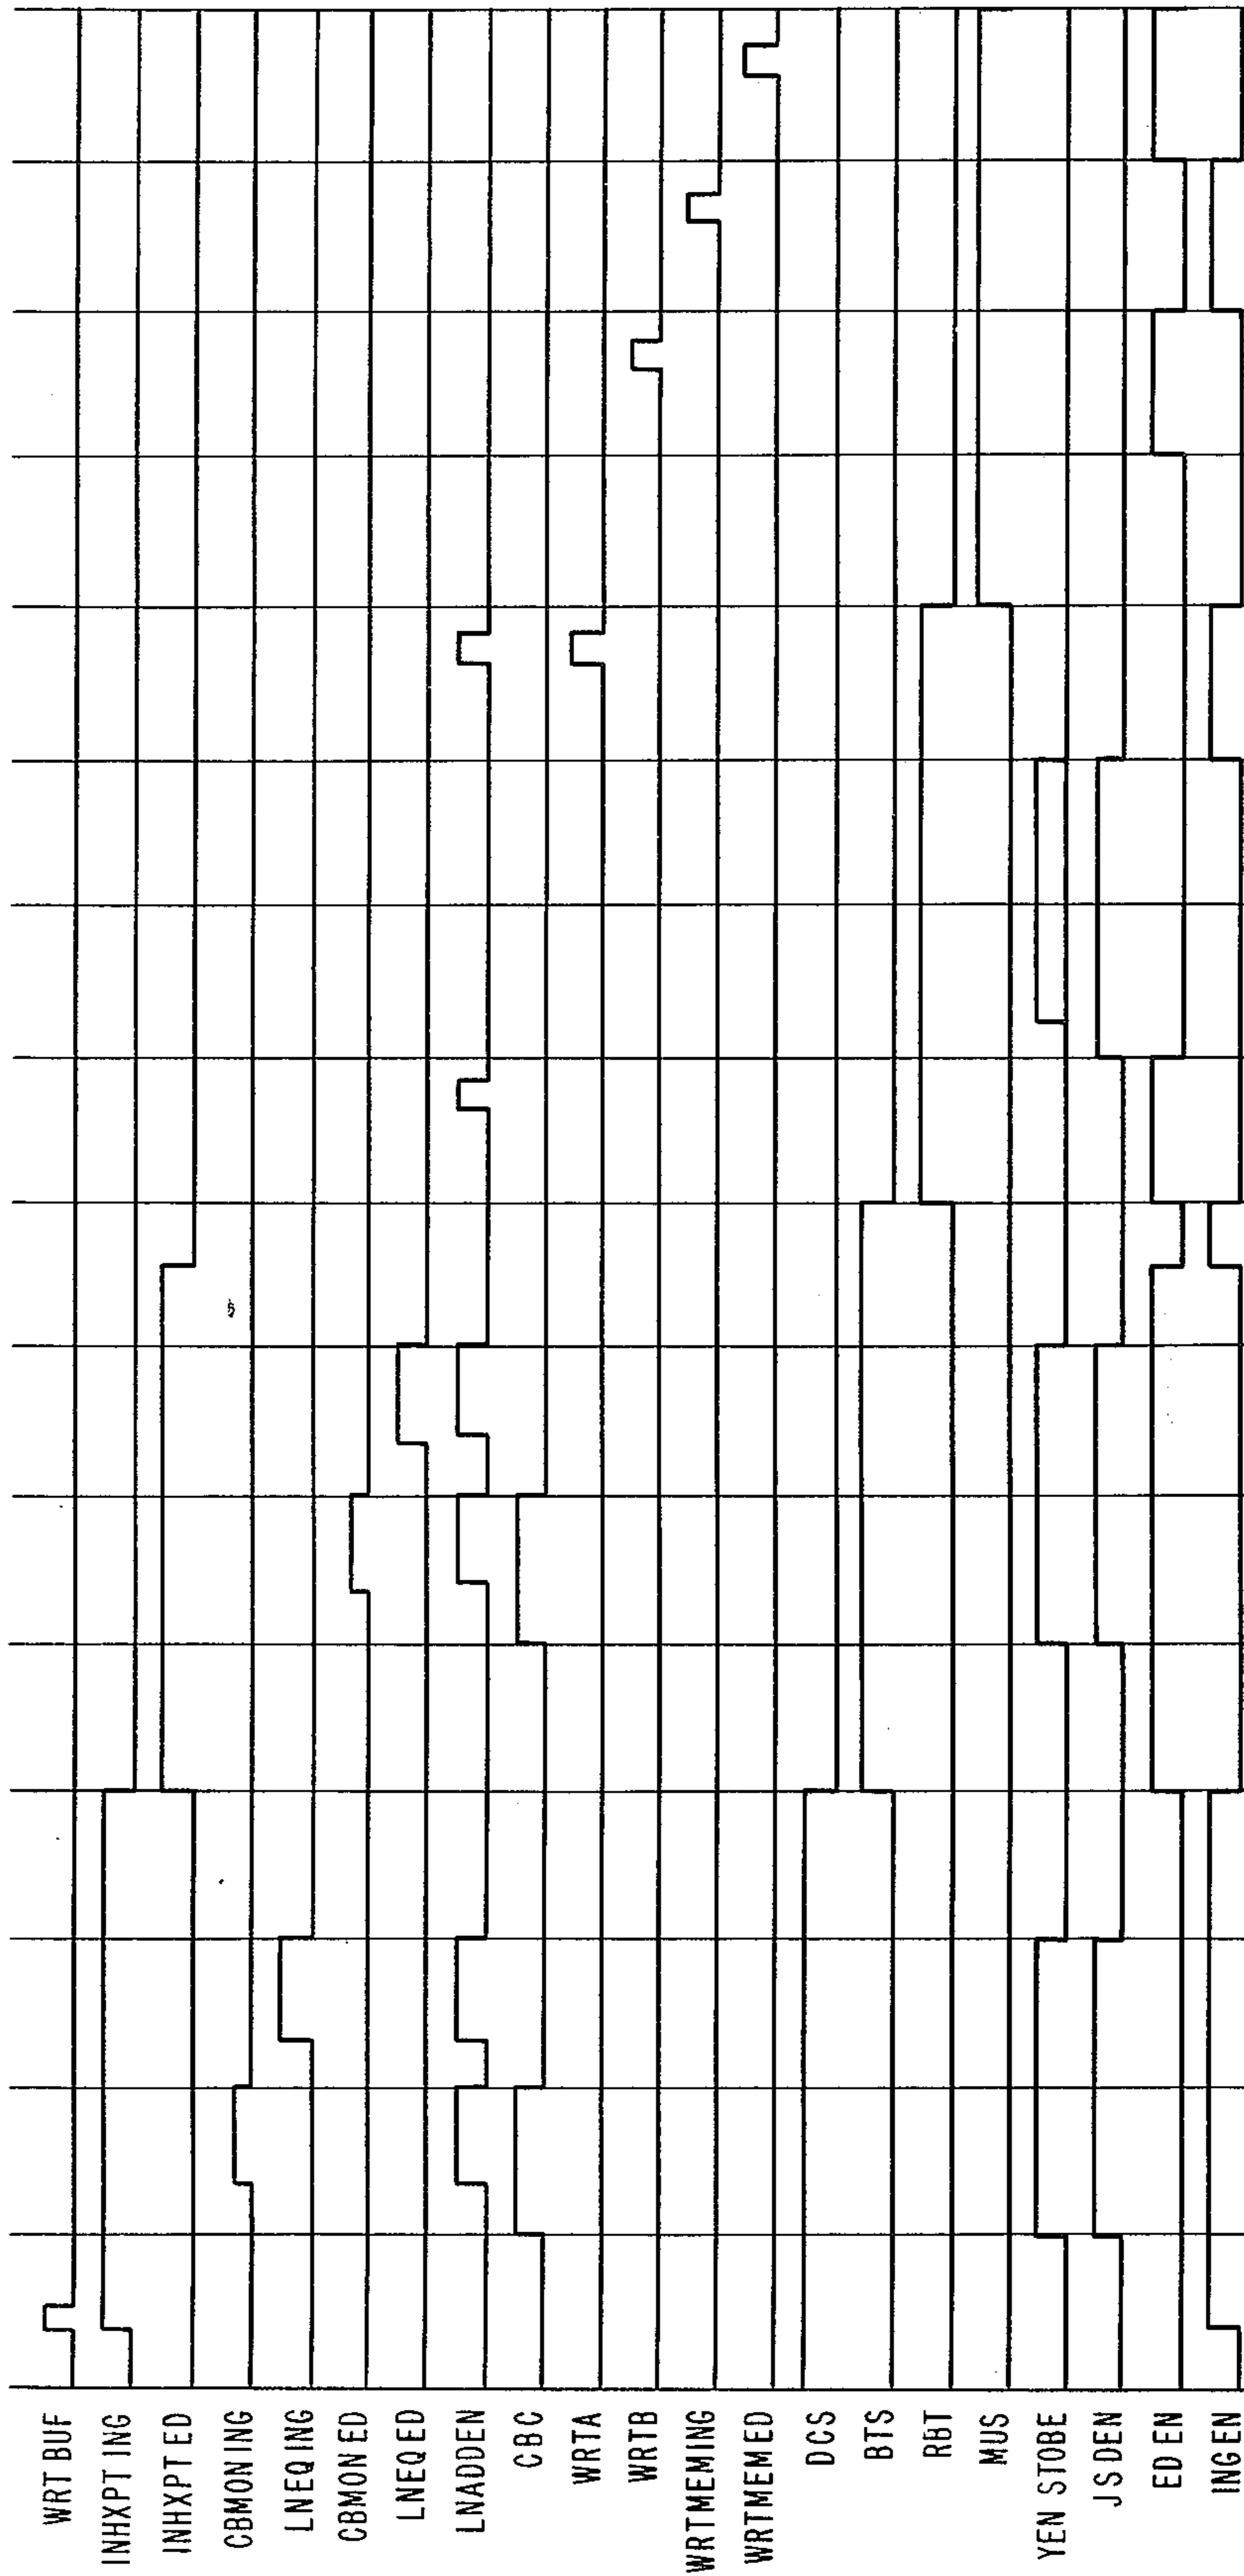 WRT BUF
INHXPT ING
INHXPT ED
CBMON ING
LNEQ ING
CBMON ED
LNEQ ED
LNADDEN
CBC
WRTA
WRTB
WRTMEMING
WRTMEMED
DCS
BTS
RBT
MUS
YEN STOBE
JSDEN
ED EN
ING EN